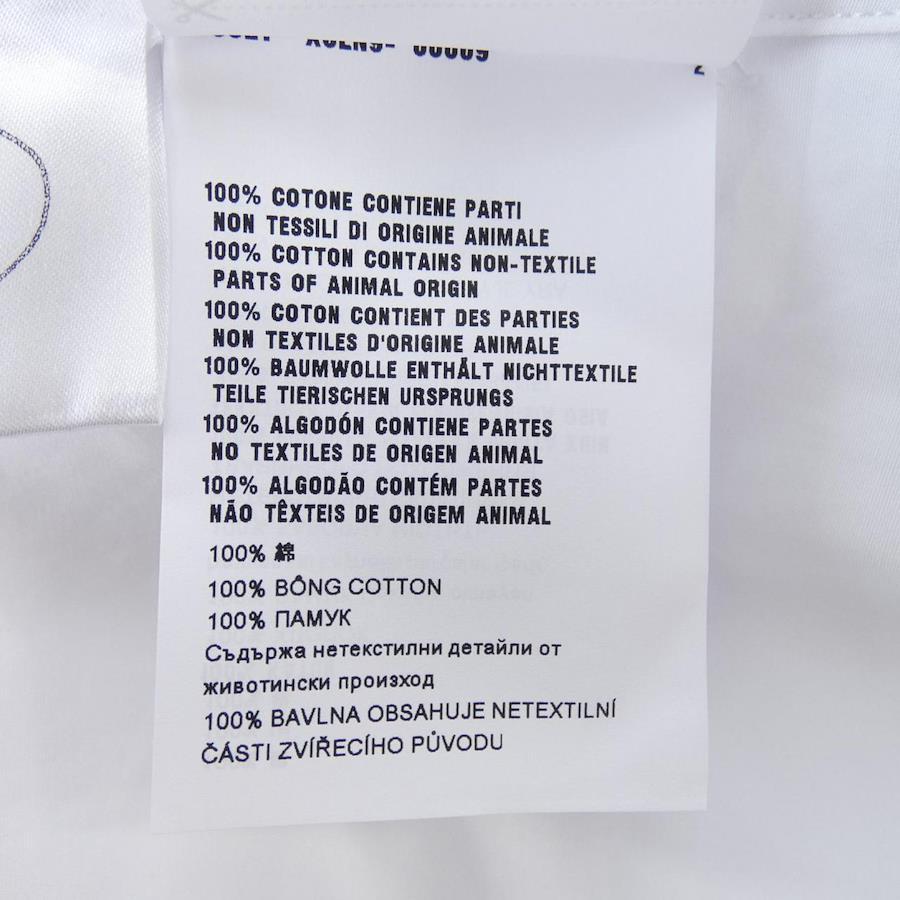 100% COTONE CONTIENE PARTI
NON TESSILI DI ORIGINE ANIMALE
100% COTTON CONTAINS NON-TEXTILE
PARTS OF ANIMAL ORIGIN
100% COTON CONTIENT DES PARTIES
NON TEXTILES D'ORIGINE ANIMALE
100% BAUMWOLLE ENTHÄLT NICHTTEXTILE
TEILE TIERISCHEN URSPRUNGS
100% ALGODÓN CONTIENE PARTES
NO TEXTILES DE ORIGEN ANIMAL
100% ALGODÃO CONTÉM PARTES
NÃO TÊXTEIS DE ORIGEM ANIMAL
100% 綿
100% BÔNG COTTON
100% ПАМУК
Съдържа нетекстилни детайли от
животински произход
100% BAVLNA OBSAHUJE NETEXTILNÍ
ČÁSTI ZVÍŘECÍHO PŮVODU